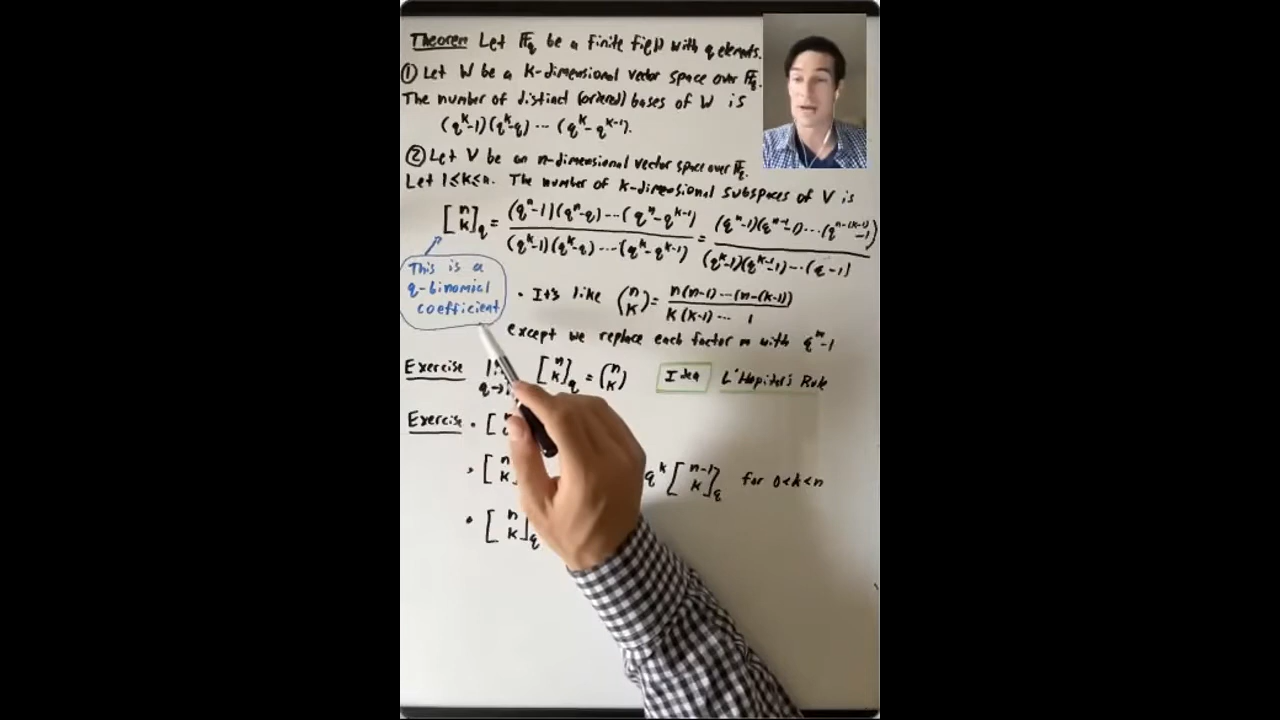 Theorem Let 𝔽_q be a finite field with q elements.
① Let W be a k-dimensional vector space over 𝔽_q.
The number of distinct (ordered) bases of W is
(q^k-1)(q^k-q) ... (q^k-q^{k-1}).
② Let V be an n-dimensional vector space over 𝔽_q.
Let 1≤k≤n. The number of k-dimensional subspaces of V is
[n k]_q = (q^n-1)(q^n-q)...(q^n-q^{k-1}) / (q^k-1)(q^k-q)...(q^k-q^{k-1}) = (q^n-1)(q^{n-1}-1)...(q^{n-(k-1)}-1) / (q^k-1)(q^{k-1}-1)...(q-1)
This is a
q-binomial
coefficient
• It's like (n k) = n(n-1)...(n-(k-1)) / k(k-1)... 1
except we replace each factor m with q^m-1
Exercise [n k]_q = (n k) Idea L'Hopital's Rule
Exercise • [
• [n k q^k [n-1 k]_q for 0<k<n
• [n k]_q